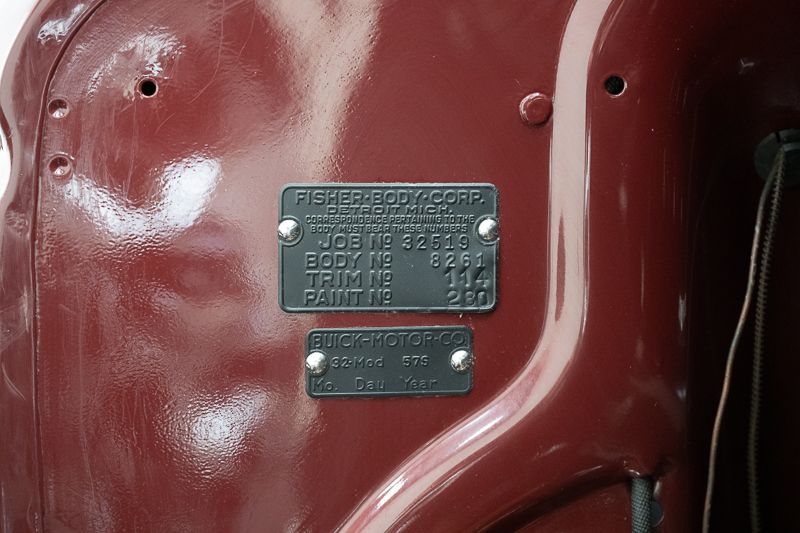 FISHER·BODY·CORP.
DETROIT MICH.
CORRESPONDENCE PERTAINING TO THE
BODY MUST BEAR THESE NUMBERS
JOB Nº 32519
BODY Nº 8261
TRIM Nº 114
PAINT Nº 280
BUICK-MOTOR-CO.
32-Mod 57S
Mo. Day Year